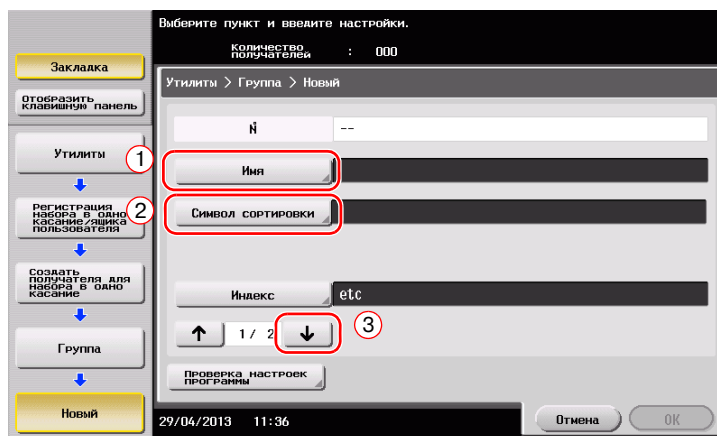 Выберите пункт и введите настройки.
Количество
получателей : 000
Закладка
Отобразить
клавишную панель
Утилиты
Регистрация
набора в одно
касание/ящика
пользователя
Создать
получателя для
набора в одно
касание
Группа
Новый
Утилиты > Группа > Новый
№ --
1
Имя
2
Символ сортировки
Индекс etc
↑ 1/ 2 ↓ 3
Проверка настроек
программы
29/04/2013 11:36
Отмена
OK